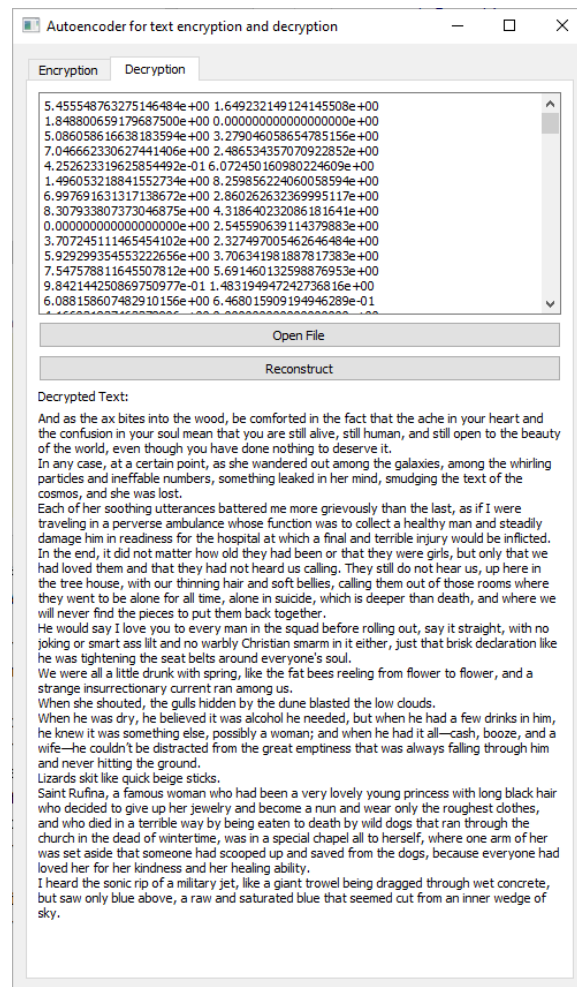 Autoencoder for text encryption and decryption
Encryption Decryption
5.455548763275146484e+00 1.649232149124145508e+00
1.848800659179687500e+00 0.000000000000000000e+00
5.086058616638183594e+00 3.279046058654785156e+00
7.046662330627441406e+00 2.486534357070922852e+00
4.252623319625854492e-01 6.072450160980224609e+00
1.496053218841552734e+00 8.259856224060058594e+00
6.997691631317138672e+00 2.860262632369995117e+00
8.307933807373046875e+00 4.318640232086181641e+00
0.000000000000000000e+00 2.545590639114379883e+00
3.707245111465454102e+00 2.327497005462646484e+00
5.929299354553222656e+00 3.706341981887817383e+00
7.547578811645507812e+00 5.691460132598876953e+00
9.842144250869750977e-01 1.483194947242736816e+00
6.088158607482910156e+00 6.468015909194946289e-01
Open File
Reconstruct
Decrypted Text:
And as the ax bites into the wood, be comforted in the fact that the ache in your heart and
the confusion in your soul mean that you are still alive, still human, and still open to the beauty
of the world, even though you have done nothing to deserve it.
In any case, at a certain point, as she wandered out among the galaxies, among the whirling
particles and ineffable numbers, something leaked in her mind, smudging the text of the
cosmos, and she was lost.
Each of her soothing utterances battered me more grievously than the last, as if I were
traveling in a perverse ambulance whose function was to collect a healthy man and steadily
damage him in readiness for the hospital at which a final and terrible injury would be inflicted.
In the end, it did not matter how old they had been or that they were girls, but only that we
had loved them and that they had not heard us calling. They still do not hear us, up here in
the tree house, with our thinning hair and soft bellies, calling them out of those rooms where
they went to be alone for all time, alone in suicide, which is deeper than death, and where we
will never find the pieces to put them back together.
He would say I love you to every man in the squad before rolling out, say it straight, with no
joking or smart ass lilt and no warbly Christian smarm in it either, just that brisk declaration like
he was tightening the seat belts around everyone's soul.
We were all a little drunk with spring, like the fat bees reeling from flower to flower, and a
strange insurrectionary current ran among us.
When she shouted, the gulls hidden by the dune blasted the low clouds.
When he was dry, he believed it was alcohol he needed, but when he had a few drinks in him,
he knew it was something else, possibly a woman; and when he had it all—cash, booze, and a
wife—he couldn't be distracted from the great emptiness that was always falling through him
and never hitting the ground.
Lizards skit like quick beige sticks.
Saint Rufina, a famous woman who had been a very lovely young princess with long black hair
who decided to give up her jewelry and become a nun and wear only the roughest clothes,
and who died in a terrible way by being eaten to death by wild dogs that ran through the
church in the dead of wintertime, was in a special chapel all to herself, where one arm of her
was set aside that someone had scooped up and saved from the dogs, because everyone had
loved her for her kindness and her healing ability.
I heard the sonic rip of a military jet, like a giant trowel being dragged through wet concrete,
but saw only blue above, a raw and saturated blue that seemed cut from an inner wedge of
sky.